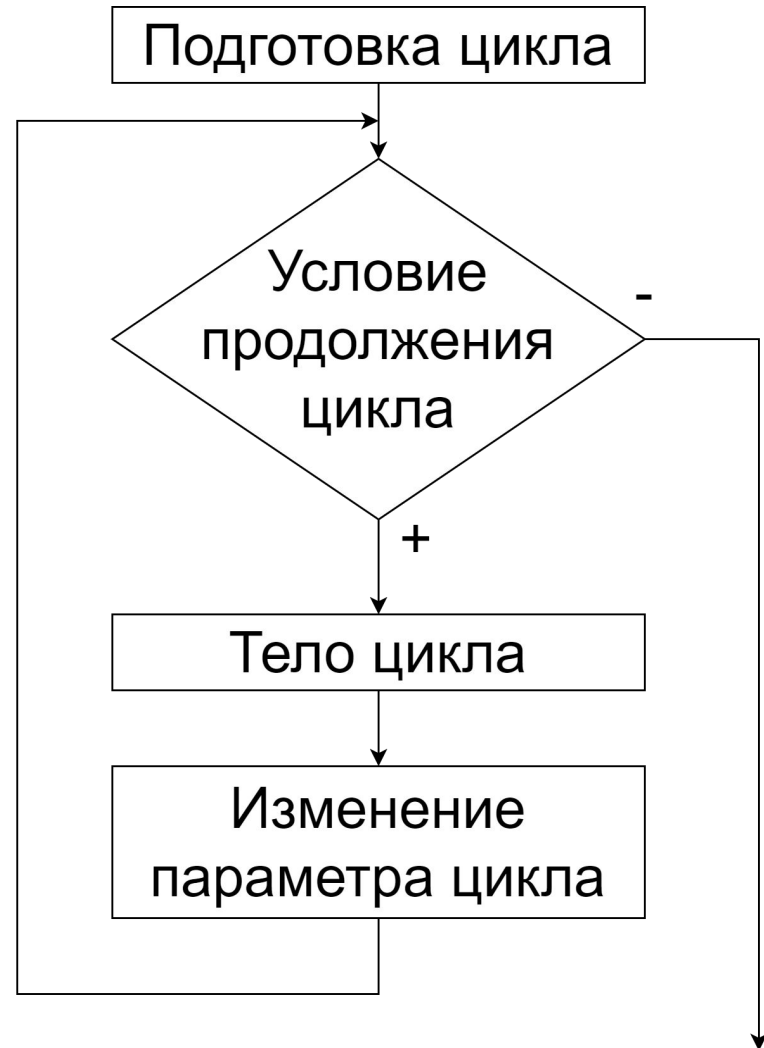 Подготовка цикла
Условие
продолжения
цикла
-
+
Тело цикла
Изменение
параметра цикла